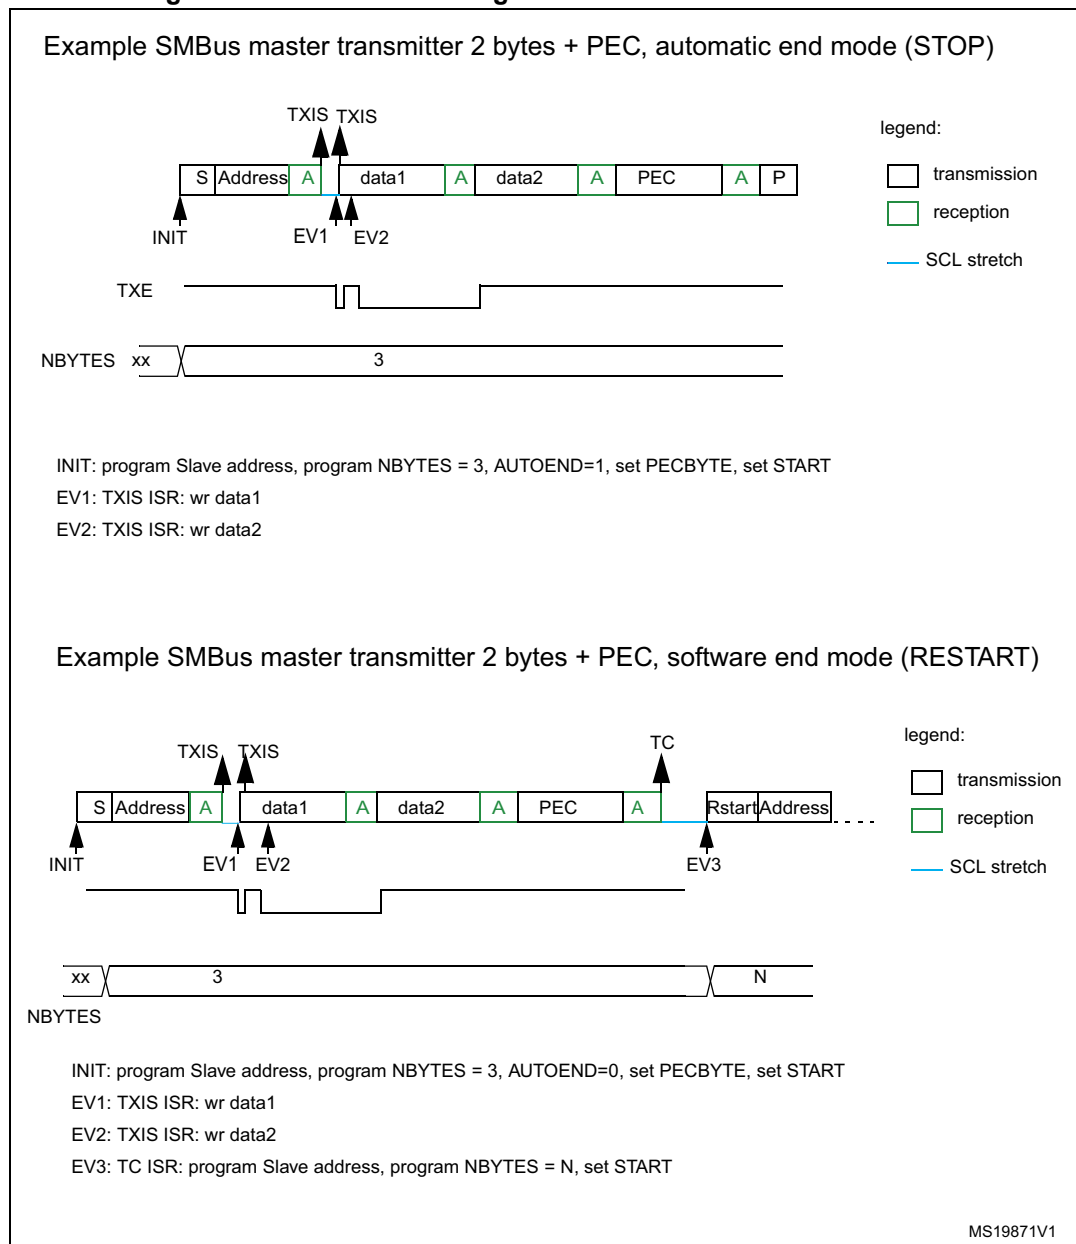 Example SMBus master transmitter 2 bytes + PEC, automatic end mode (STOP)
TXIS TXIS
legend:
S Address A data1 A data2 A PEC A P
transmission
reception
INIT EV1 EV2
SCL stretch
TXE
NBYTES xx 3
INIT: program Slave address, program NBYTES = 3, AUTOEND=1, set PECBYTE, set START
EV1: TXIS ISR: wr data1
EV2: TXIS ISR: wr data2
Example SMBus master transmitter 2 bytes + PEC, software end mode (RESTART)
TXIS TXIS TC
legend:
transmission
S Address A data1 A data2 A PEC A Rstart Address
reception
INIT EV1 EV2 EV3
SCL stretch
xx 3 N
NBYTES
INIT: program Slave address, program NBYTES = 3, AUTOEND=0, set PECBYTE, set START
EV1: TXIS ISR: wr data1
EV2: TXIS ISR: wr data2
EV3: TC ISR: program Slave address, program NBYTES = N, set START
MS19871V1